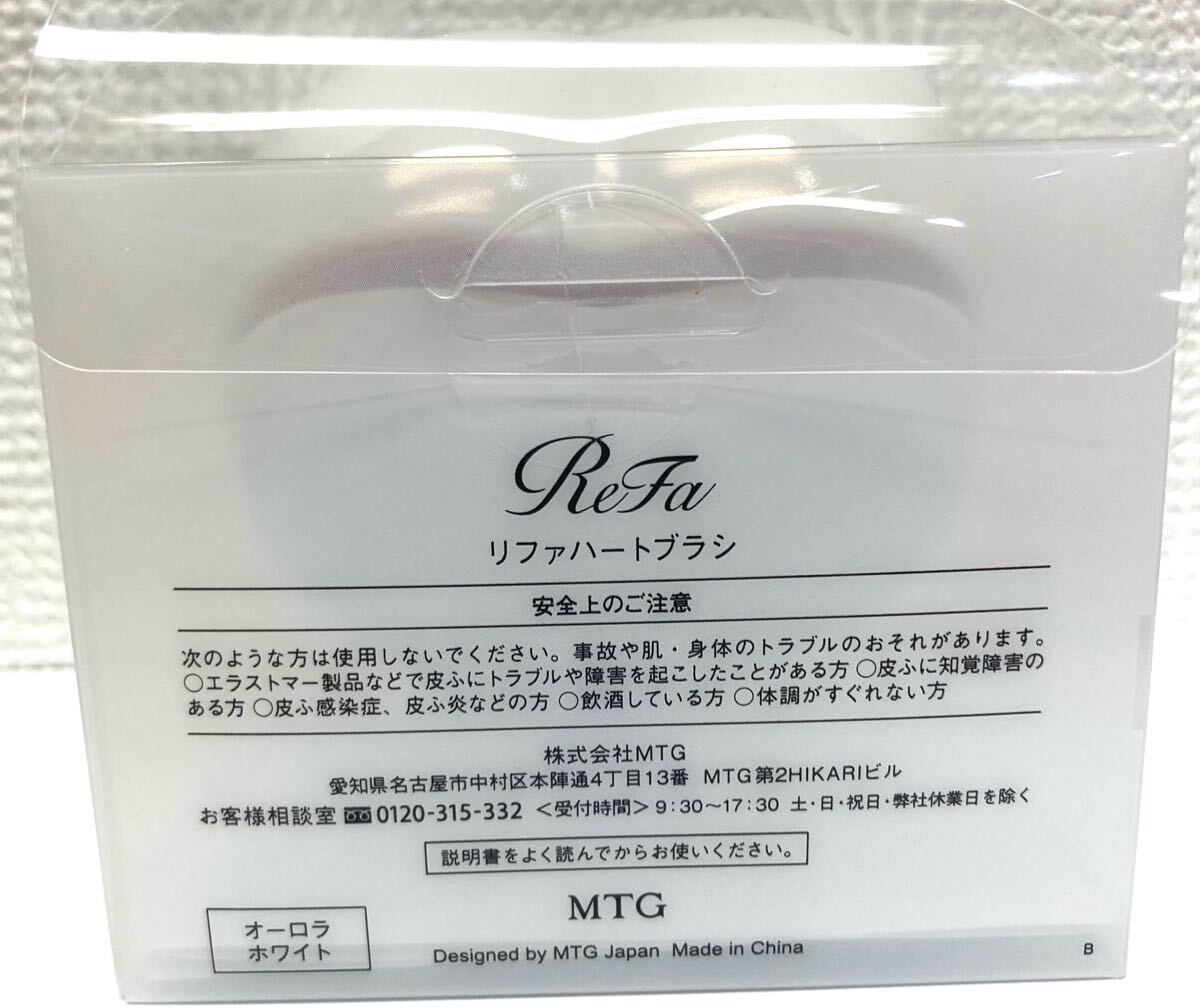 ReFa
リファハートブラシ
安全上のご注意
次のような方は使用しないでください。事故や肌・身体のトラブルのおそれがあります。
○エラストマー製品などで皮ふにトラブルや障害を起こしたことがある方 ○皮ふに知覚障害の
ある方 ○皮ふ感染症、皮ふ炎などの方 ○飲酒している方 ○体調がすぐれない方
株式会社MTG
愛知県名古屋市中村区本陣通4丁目13番 MTG第2HIKARIビル
お客様相談室 0120-315-332 <受付時間> 9:30~17:30 土・日・祝日・弊社休業日を除く
説明書をよく読んでからお使いください。
MTG
オーロラ
ホワイト
Designed by MTG Japan Made in China
B